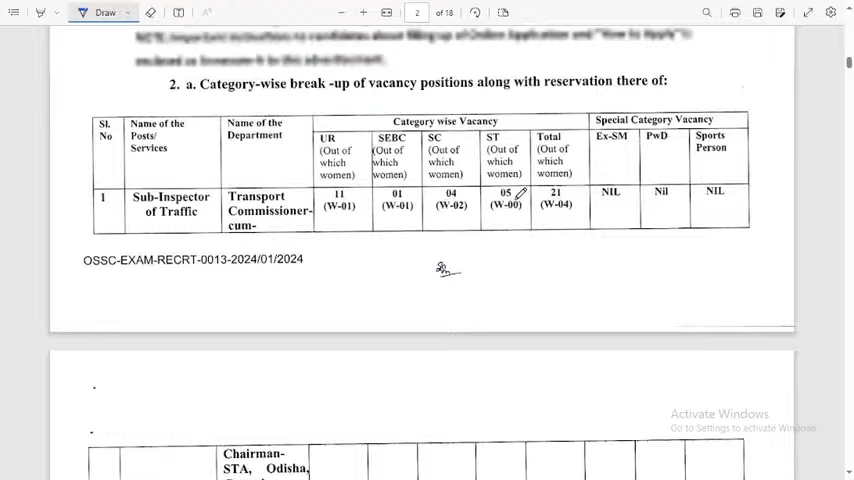 Draw
2 of 18
2. a. Category-wise break -up of vacancy positions along with reservation there of:
Sl. No
Name of the Posts/ Services
Name of the Department
Category wise Vacancy
Special Category Vacancy
UR (Out of which women)
SEBC (Out of which women)
SC (Out of which women)
ST (Out of which women)
Total (Out of which women)
Ex-SM
PwD
Sports Person
1
Sub-Inspector of Traffic
Transport Commissioner-cum-
11 (W-01)
01 (W-01)
04 (W-02)
05 (W-00)
21 (W-04)
NIL
Nil
NIL
OSSC-EXAM-RECRT-0013-2024/01/2024
Activate Windows
Go to Settings to activate Windows
Chairman-
STA, Odisha,